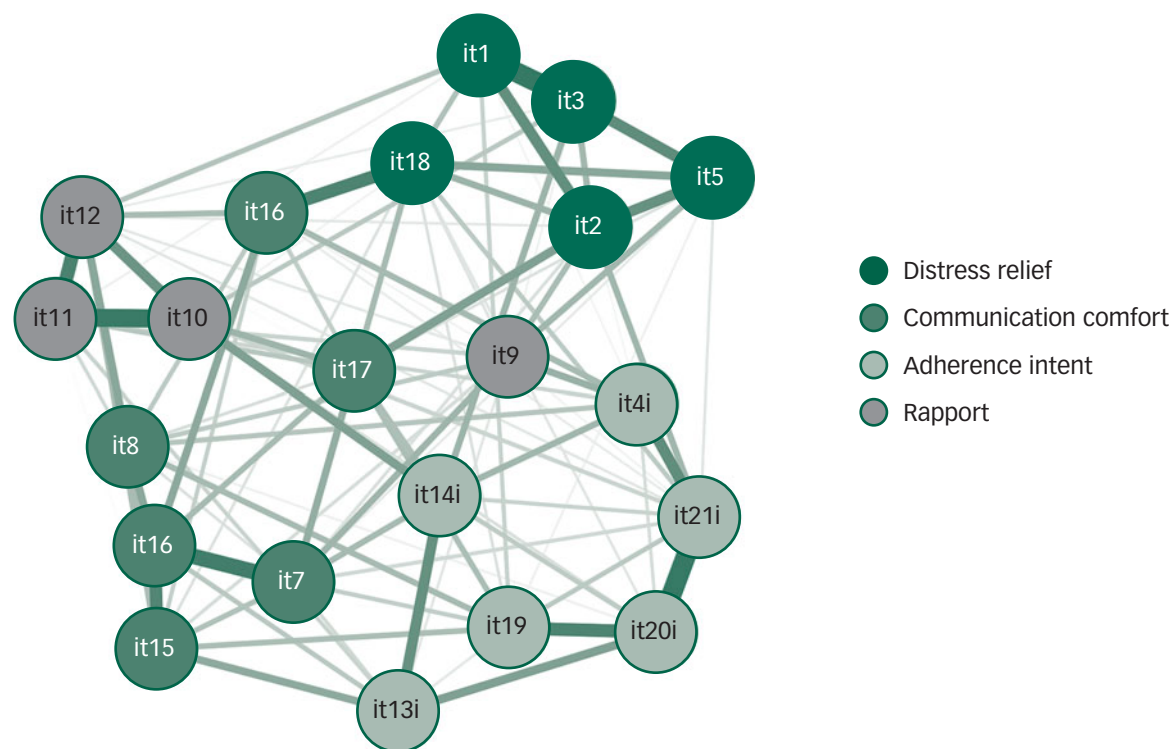 it1
it3
it18
it5
it16
it12
it2
it11
it10
it9
it17
it4i
it8
it14i
it21i
it16
it7
it19
it20i
it15
it13i
Distress relief
Communication comfort
Adherence intent
Rapport